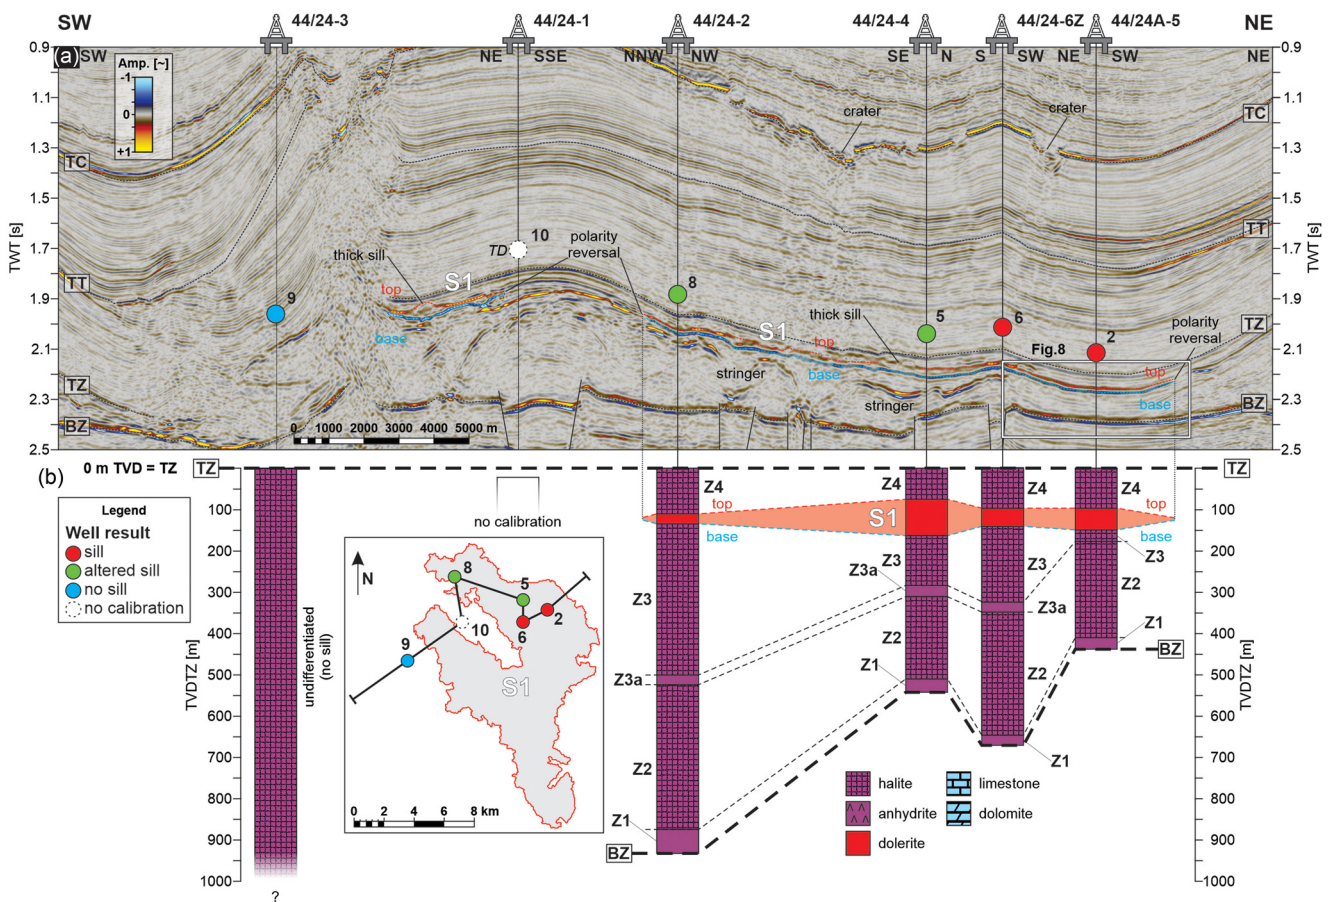 SW 44/24-3 44/24-1 44/24-2 44/24-4 44/24-6Z 44/24A-5 NE
(a) SW NE SSE NNW NW SE N S SW NE SW NE
Amp. [~]
-1
0
+1
0.9
1.1
1.3
1.5
1.7
1.9
2.1
2.3
2.5
TWT [s]
0.9
1.1
1.3
1.5
1.7
1.9
2.1
2.3
2.5
TWT [s]
TC
TT
TZ
BZ
TC
TT
TZ
BZ
crater
crater
10
TD
polarity
reversal
thick sill
S1
top
base
9
8
S1
thick sill
top
base
stringer
stringer
5
6
2
Fig.8
polarity
reversal
top
base
0 1000 2000 3000 4000 5000 m
(b)
0 m TVD = TZ
TZ
TZ
Legend
Well result
sill
altered sill
no sill
no calibration
100
200
300
400
500
600
700
800
900
1000
TVDTZ [m]
undifferentiated
(no sill)
?
no calibration
N
8
5
2
6
10
9
S1
0 2 4 6 8 km
Z4
top
base
Z3
Z3a
Z2
Z1
BZ
S1
Z4
Z3
Z3a
Z2
Z1
Z4
Z3
Z3a
Z2
Z1
Z4
top
base
Z3
Z2
Z1
BZ
100
200
300
400
500
600
700
800
900
1000
TVDTZ [m]
halite
anhydrite
dolerite
limestone
dolomite